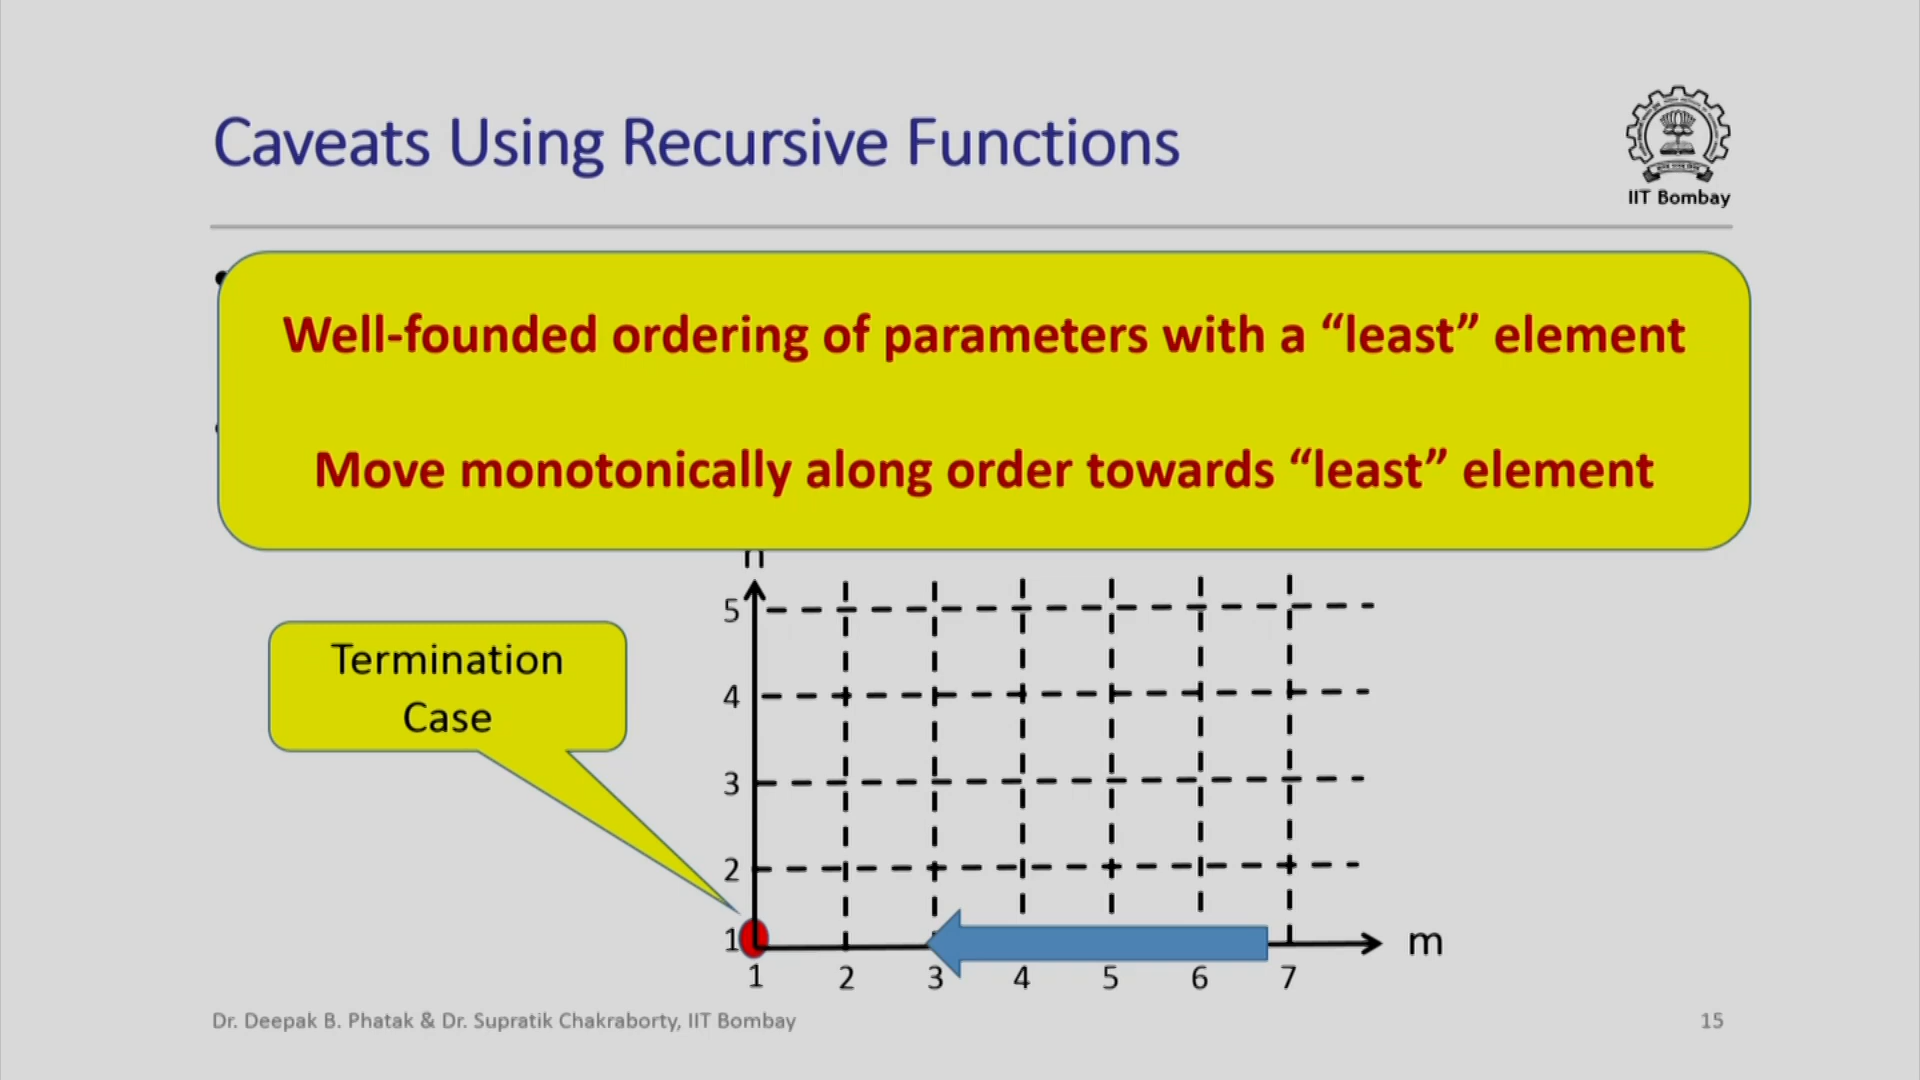 Caveats Using Recursive Functions
IIT Bombay
Well-founded ordering of parameters with a “least” element
Move monotonically along order towards “least” element
n
5
Termination
Case
4
3
2
1
m
1 2 3 4 5 6 7
Dr. Deepak B. Phatak & Dr. Supratik Chakraborty, IIT Bombay
15